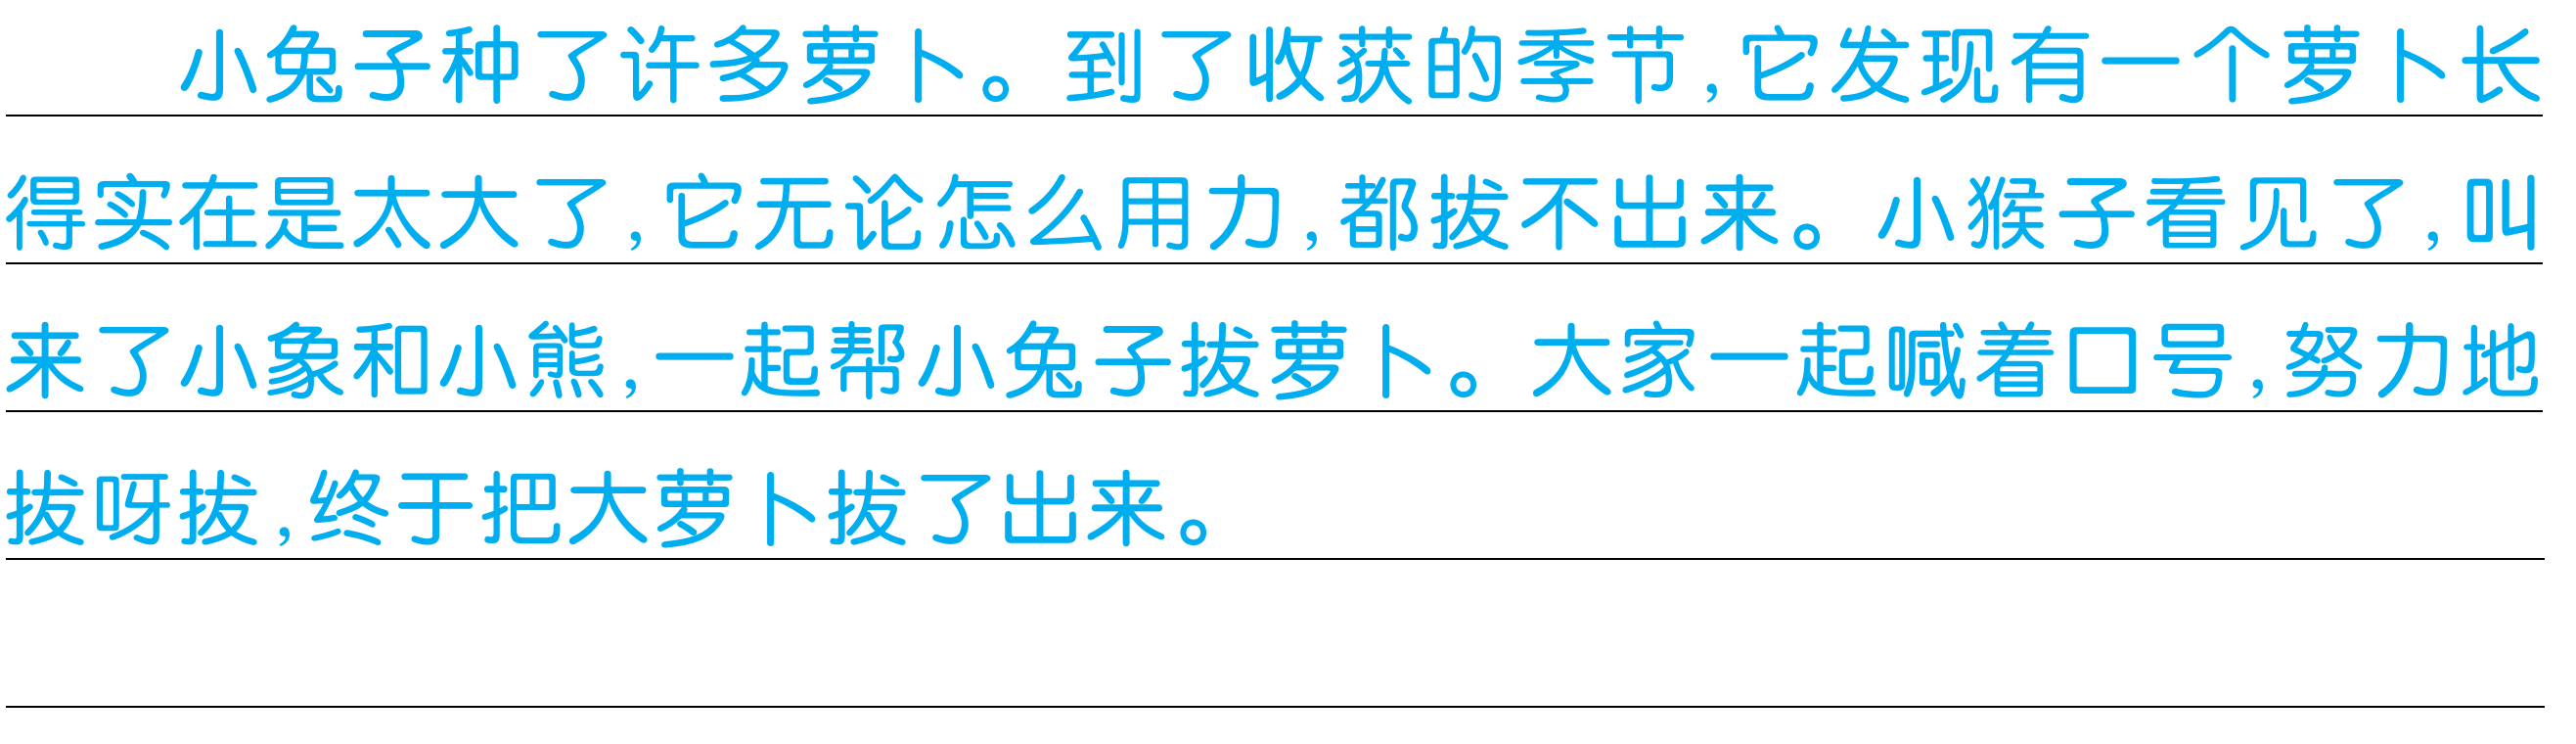 小兔子种了许多萝卜。到了收获的季节,它发现有一个萝卜长
得实在是太大了,它无论怎么用力,都拔不出来。小猴子看见了,叫
来了小象和小熊,一起帮小兔子拔萝卜。大家一起喊着口号,努力地
拔呀拔,终于把大萝卜拔了出来。